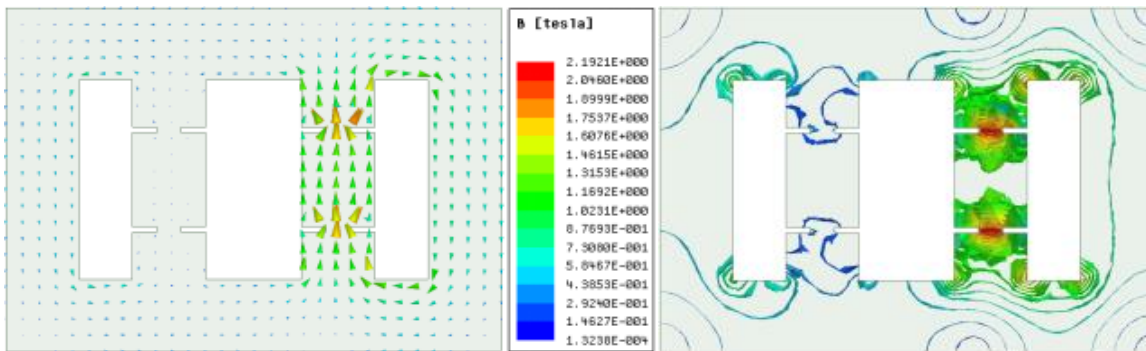 B [tesla]
2.1921E+000
2.0460E+000
1.8999E+000
1.7537E+000
1.6076E+000
1.4615E+000
1.3153E+000
1.1692E+000
1.0231E+000
8.7693E-001
7.3080E-001
5.8467E-001
4.3853E-001
2.9240E-001
1.4627E-001
1.3238E-004